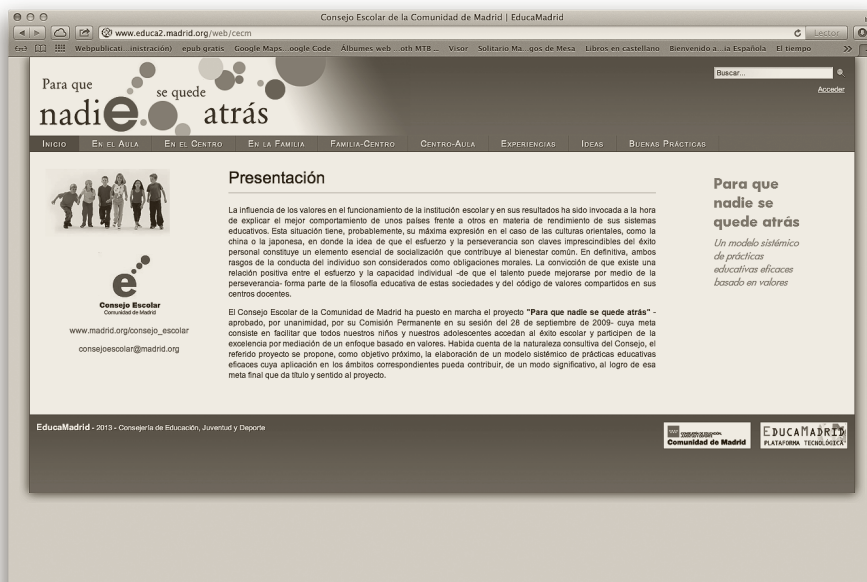 Consejo Escolar de la Comunidad de Madrid | EducaMadrid
www.educa2.madrid.org/web/cecm
Lector
Webpublicati...inistración) epub gratis Google Maps...oogle Code Álbumes web ...oth MTB ... Visor Solitario Ma...gos de Mesa Libros en castellano Bienvenido a...ia Española El tiempo
Para que
nadie se quede atrás
Buscar...
Acceder
Inicio En el Aula En el Centro En la Familia Familia-Centro Centro-Aula Experiencias Ideas Buenas Prácticas
Presentación
La influencia de los valores en el funcionamiento de la institución escolar y en sus resultados ha sido invocada a la hora
de explicar el mejor comportamiento de unos países frente a otros en materia de rendimiento de sus sistemas
educativos. Esta situación tiene, probablemente, su máxima expresión en el caso de las culturas orientales, como la
china o la japonesa, en donde la idea de que el esfuerzo y la perseverancia son claves imprescindibles del éxito
personal constituye un elemento esencial de socialización que contribuye al bienestar común. En definitiva, ambos
rasgos de la conducta del individuo son considerados como obligaciones morales. La convicción de que existe una
relación positiva entre el esfuerzo y la capacidad individual -de que el talento puede mejorarse por medio de la
perseverancia- forma parte de la filosofía educativa de estas sociedades y del código de valores compartidos en sus
centros docentes.
El Consejo Escolar de la Comunidad de Madrid ha puesto en marcha el proyecto "Para que nadie se quede atrás" -
aprobado, por unanimidad, por su Comisión Permanente en su sesión del 28 de septiembre de 2009- cuya meta
consiste en facilitar que todos nuestros niños y nuestros adolescentes accedan al éxito escolar y participen de la
excelencia por mediación de un enfoque basado en valores. Habida cuenta de la naturaleza consultiva del Consejo, el
referido proyecto se propone, como objetivo próximo, la elaboración de un modelo sistémico de prácticas educativas
eficaces cuya aplicación en los ámbitos correspondientes pueda contribuir, de un modo significativo, al logro de esa
meta final que da título y sentido al proyecto.
e
Consejo Escolar
Comunidad de Madrid
www.madrid.org/consejo_escolar
consejoescolar@madrid.org
Para que
nadie se
quede atrás
Un modelo sistémico
de prácticas
educativas eficaces
basado en valores
EducaMadrid - 2013 - Consejería de Educación, Juventud y Deporte
Comunidad de Madrid
EducaMadrid
Plataforma Tecnológica